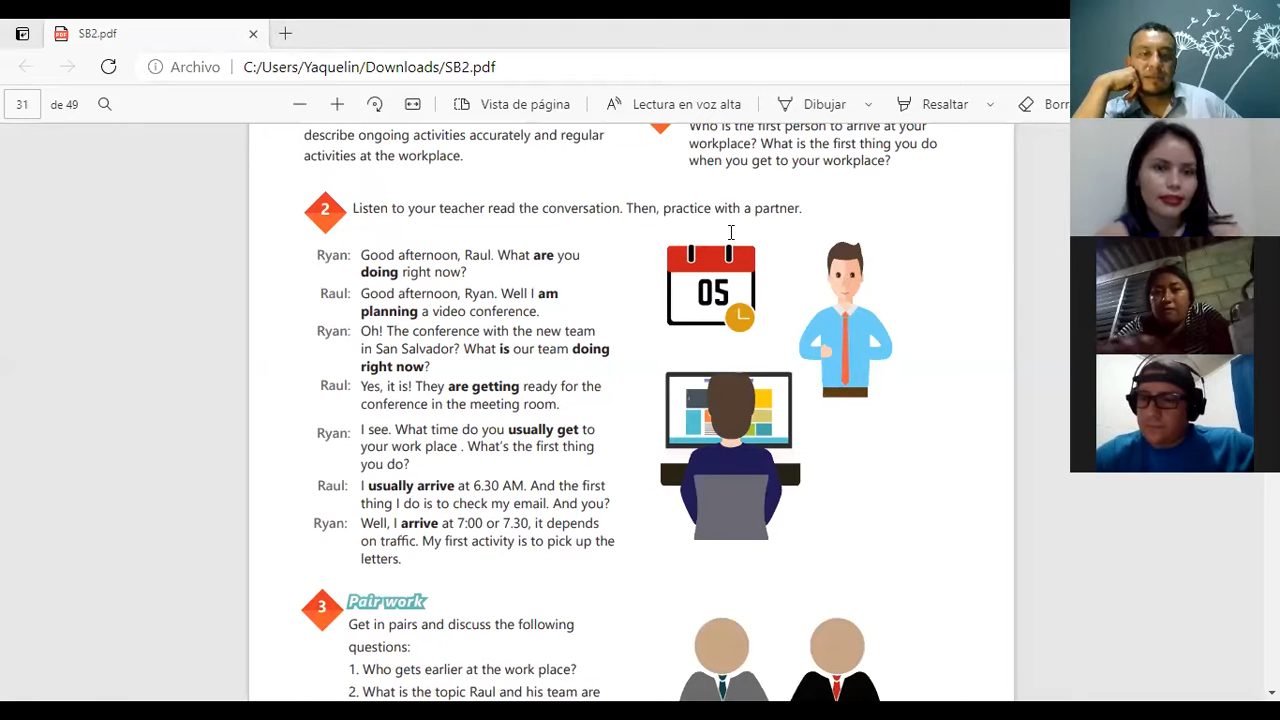 SB2.pdf
Archivo
C:/Users/Yaquelin/Downloads/SB2.pdf
31
de 49
Vista de página
Lectura en voz alta
Dibujar
Resaltar
Borr
describe ongoing activities accurately and regular
activities at the workplace.
Who is the first person to arrive at your
workplace? What is the first thing you do
when you get to your workplace?
2
Listen to your teacher read the conversation. Then, practice with a partner.
Ryan: Good afternoon, Raul. What are you
doing right now?
Raul: Good afternoon, Ryan. Well I am
planning a video conference.
Ryan: Oh! The conference with the new team
in San Salvador? What is our team doing
right now?
Raul: Yes, it is! They are getting ready for the
conference in the meeting room.
Ryan: I see. What time do you usually get to
your work place . What's the first thing
you do?
Raul: I usually arrive at 6.30 AM. And the first
thing I do is to check my email. And you?
Ryan: Well, I arrive at 7:00 or 7.30, it depends
on traffic. My first activity is to pick up the
letters.
05
3
Pair work
Get in pairs and discuss the following
questions:
1. Who gets earlier at the work place?
2. What is the topic Raul and his team are